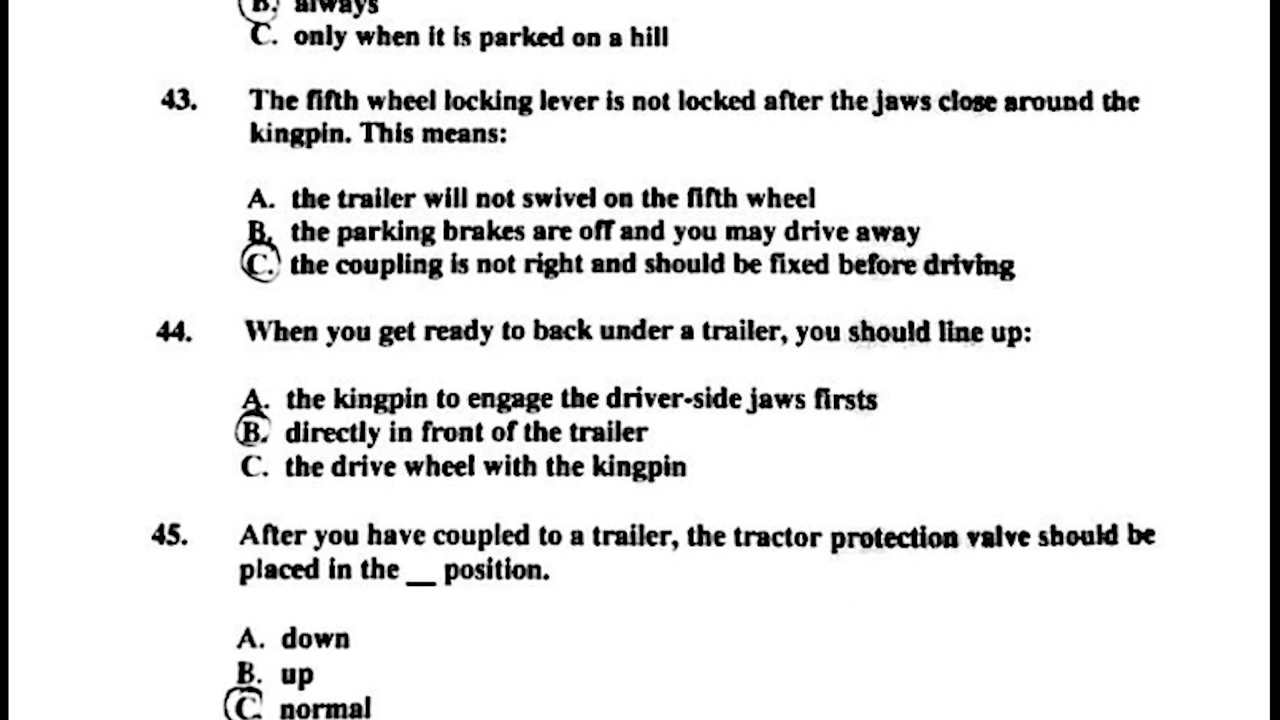 B. always
C. only when it is parked on a hill
43. The fifth wheel locking lever is not locked after the jaws close around the
kingpin. This means:
A. the trailer will not swivel on the fifth wheel
B. the parking brakes are off and you may drive away
C. the coupling is not right and should be fixed before driving
44. When you get ready to back under a trailer, you should line up:
A. the kingpin to engage the driver-side jaws firsts
B. directly in front of the trailer
C. the drive wheel with the kingpin
45. After you have coupled to a trailer, the tractor protection valve should be
placed in the __ position.
A. down
B. up
C. normal